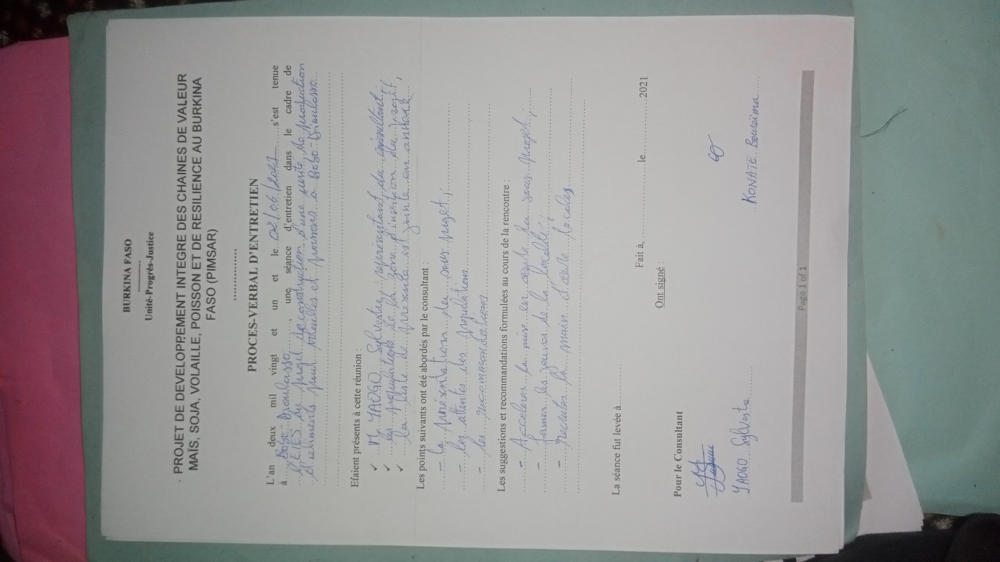 BURKINA FASO
Unité-Progrès-Justice
PROJET DE DEVELOPPEMENT INTEGRE DES CHAINES DE VALEUR
MAÏS, SOJA, VOLAILLE, POISSON ET DE RESILIENCE AU BURKINA
FASO (PIMSAR)
............
PROCES-VERBAL D'ENTRETIEN
L'an deux mil vingt et un et le 02/06/2021 s'est tenue
à Bobo-Dioulasso, une séance d'entretien dans le cadre de
du projet de construction d'une unité de production
d'aliments pour volailles et poissons à Bobo-Dioulasso
Etaient présents à cette réunion :
✓ M. YAOGO Sylvestre, représentant du consultant ;
✓ les populations de la zone d'insertion du projet,
✓ la liste de présence est jointe en annexe
Les points suivants ont été abordés par le consultant :
- la présentation du sous projet ;
- les attentes des populations
- les recommandations
Les suggestions et recommandations formulées au cours de la rencontre :
- Accelerer la mise en œuvre du sous projet ;
- former les jeunes de la localité ;
- recruter la main d'œuvre locales
La séance fut levée à
Fait à, le 2021
Ont signé
Pour le Consultant
YAOGO Sylvestre
KONATE Bouraïma
Page 1 of 1